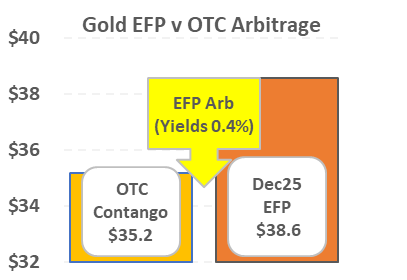 Gold EFP v OTC Arbitrage
$40
$38
$36
$34
$32
EFP Arb
(Yields 0.4%)
OTC
Contango
$35.2
Dec25
EFP
$38.6